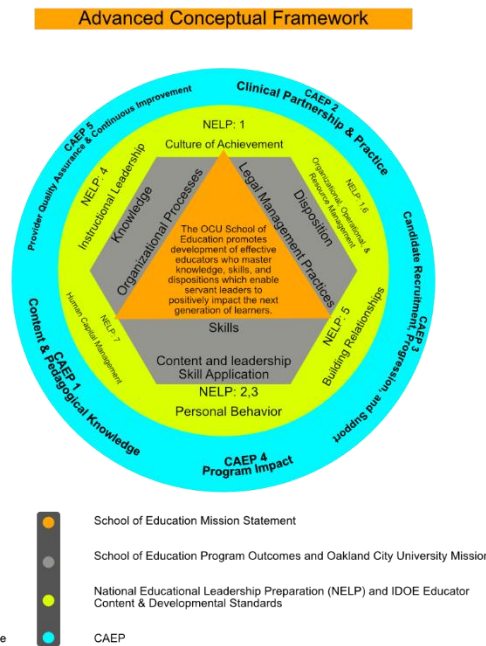 Advanced Conceptual Framework
CAEP 5
Provider Quality Assurance & Continuous Improvement
CAEP 2
Clinical Partnership & Practice
NELP: 1
Culture of Achievement
NELP: 4
Instructional Leadership
NELP: 1,6
Organizational, Operational, &
Resource Management
Knowledge
Organizational Processes
Legal Management Practices
Disposition
The OCU School of
Education promotes
development of effective
educators who master
knowledge, skills, and
dispositions which enable
servant leaders to
positively impact the next
generation of learners.
CAEP 3
Candidate Recruitment, Progression, and Support
NELP: 7
Human Capital Management
NELP: 5
Building Relationships
Skills
Content and leadership
Skill Application
NELP: 2,3
Personal Behavior
CAEP 1
Content & Pedagogical Knowledge
CAEP 4
Program Impact
School of Education Mission Statement
School of Education Program Outcomes and Oakland City University Mission
National Educational Leadership Preparation (NELP) and IDOE Educator
Content & Developmental Standards
e
CAEP